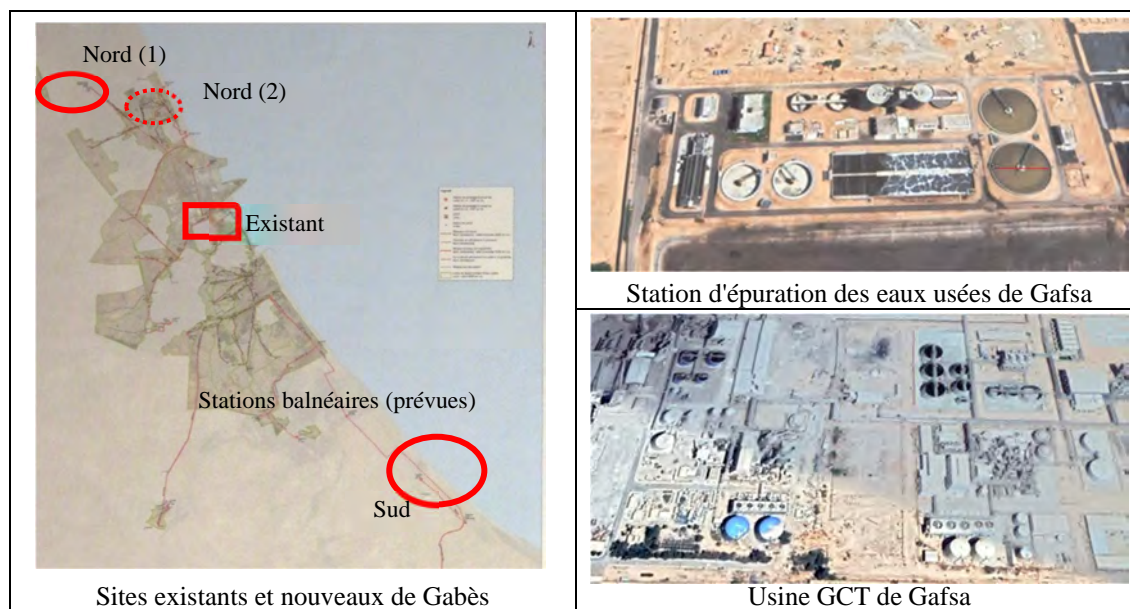 Nord (1)
Nord (2)
Existant
Stations balnéaires (prévues)
Sud
Sites existants et nouveaux de Gabès
Station d'épuration des eaux usées de Gafsa
Usine GCT de Gafsa